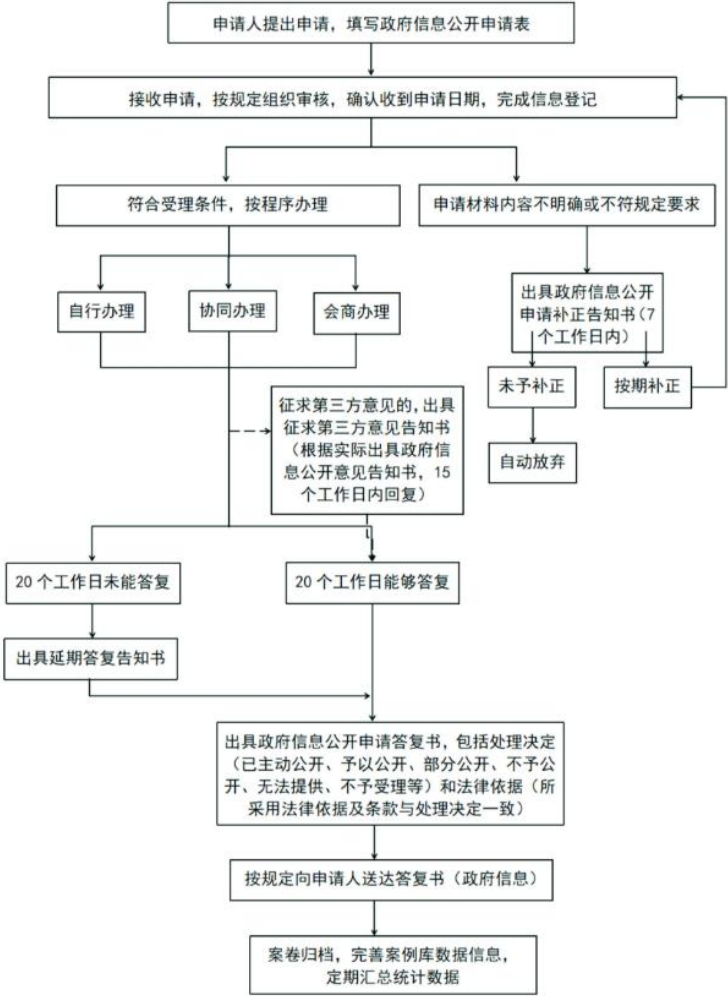 申请人提出申请，填写政府信息公开申请表
接收申请，按规定组织审核，确认收到申请日期，完成信息登记
符合受理条件，按程序办理
申请材料内容不明确或不符规定要求
自行办理
协同办理
会商办理
出具政府信息公开
申请补正告知书（7
个工作日内）
未予补正
按期补正
自动放弃
征求第三方意见的，出具
征求第三方意见告知书
（根据实际出具政府信
息公开意见告知书，15
个工作日内回复）
20 个工作日未能答复
20 个工作日能够答复
出具延期答复告知书
出具政府信息公开申请答复书，包括处理决定
（已主动公开、予以公开、部分公开、不予公
开、无法提供、不予受理等）和法律依据（所
采用法律依据及条款与处理决定一致）
按规定向申请人送达答复书（政府信息）
案卷归档，完善案例库数据信息，
定期汇总统计数据